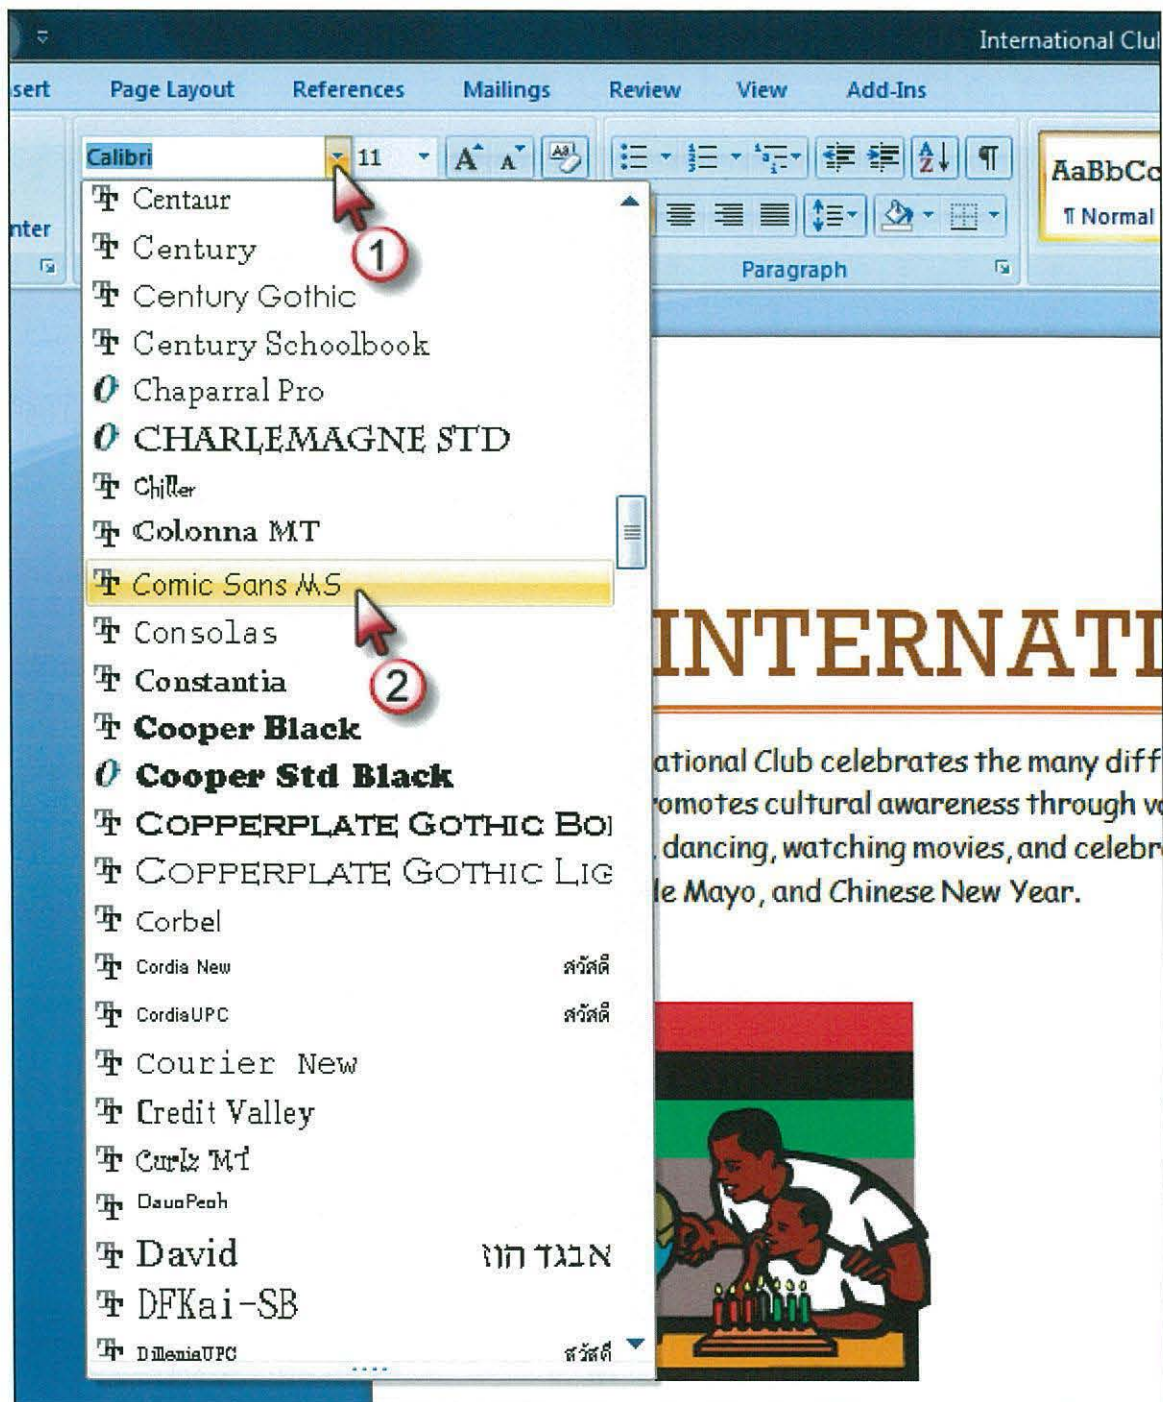 International Clu
sert Page Layout References Mailings Review View Add-Ins
Calibri 11
AaBbCc
¶ Normal
nter
Paragraph
Centaur
1
Century
Century Gothic
Century Schoolbook
Chaparral Pro
CHARLEMAGNE STD
Chiller
Colonna MT
Comic Sans MS
Consolas
2
Constantia
Cooper Black
Cooper Std Black
COPPERPLATE GOTHIC BOI
COPPERPLATE GOTHIC LIG
Corbel
Cordia New สวัสดี
CordiaUPC สวัสดี
Courier New
Credit Valley
Curlz MT
DaunPenh
David אבגד הוז
DFKai-SB
DilleniaUPC สวัสดี
INTERNATI
ational Club celebrates the many diff
romotes cultural awareness through va
, dancing, watching movies, and celebr
le Mayo, and Chinese New Year.